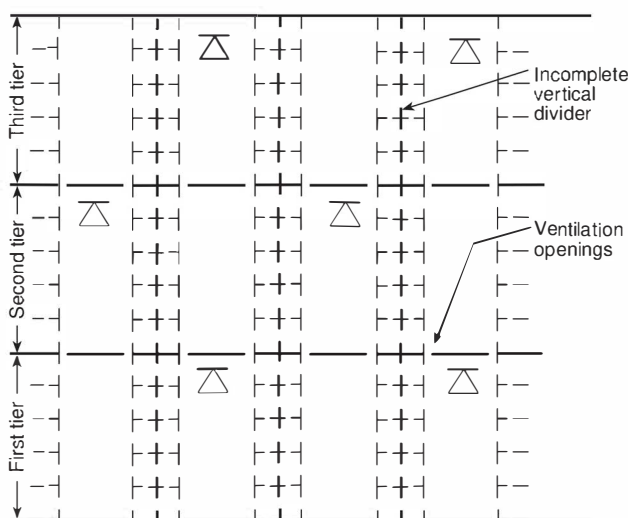 Third tier
Second tier
First tier
Incomplete
vertical
divider
Ventilation
openings